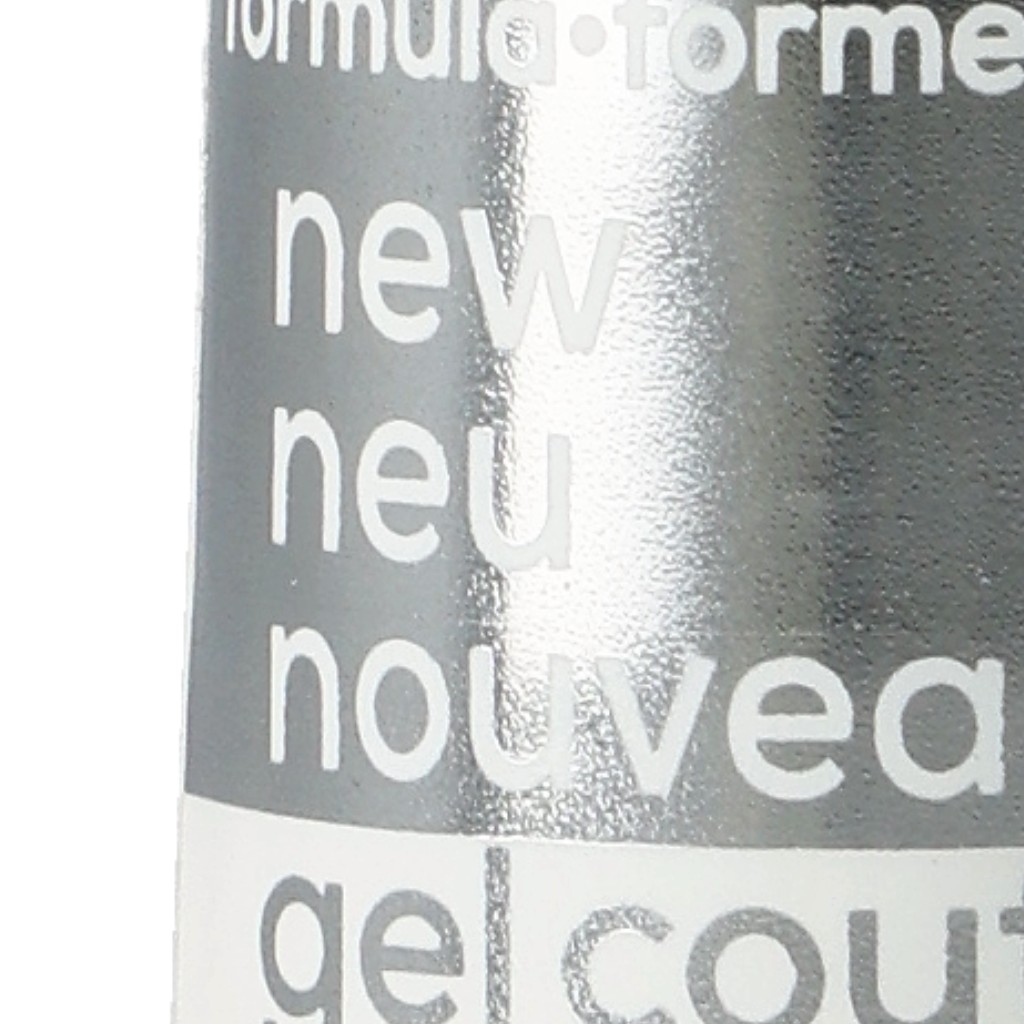 formula•forme
new
neu
nouvea
gel cout